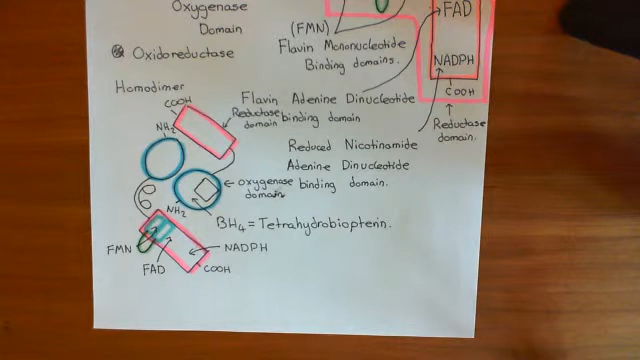 Oxygenase
Domain
(FMN)
Flavin Mononucleotide
Binding domains.
FAD
NADPH
COOH
Reductase
domain.
Oxidoreductase
Homodimer
COOH
NH2
Reductase
domain
Flavin Adenine Dinucleotide
binding domain
Reduced Nicotinamide
Adenine Dinucleotide
binding domain.
oxygenase
domain
NH2
BH4 = Tetrahydrobiopterin.
FMN
FAD
NADPH
COOH